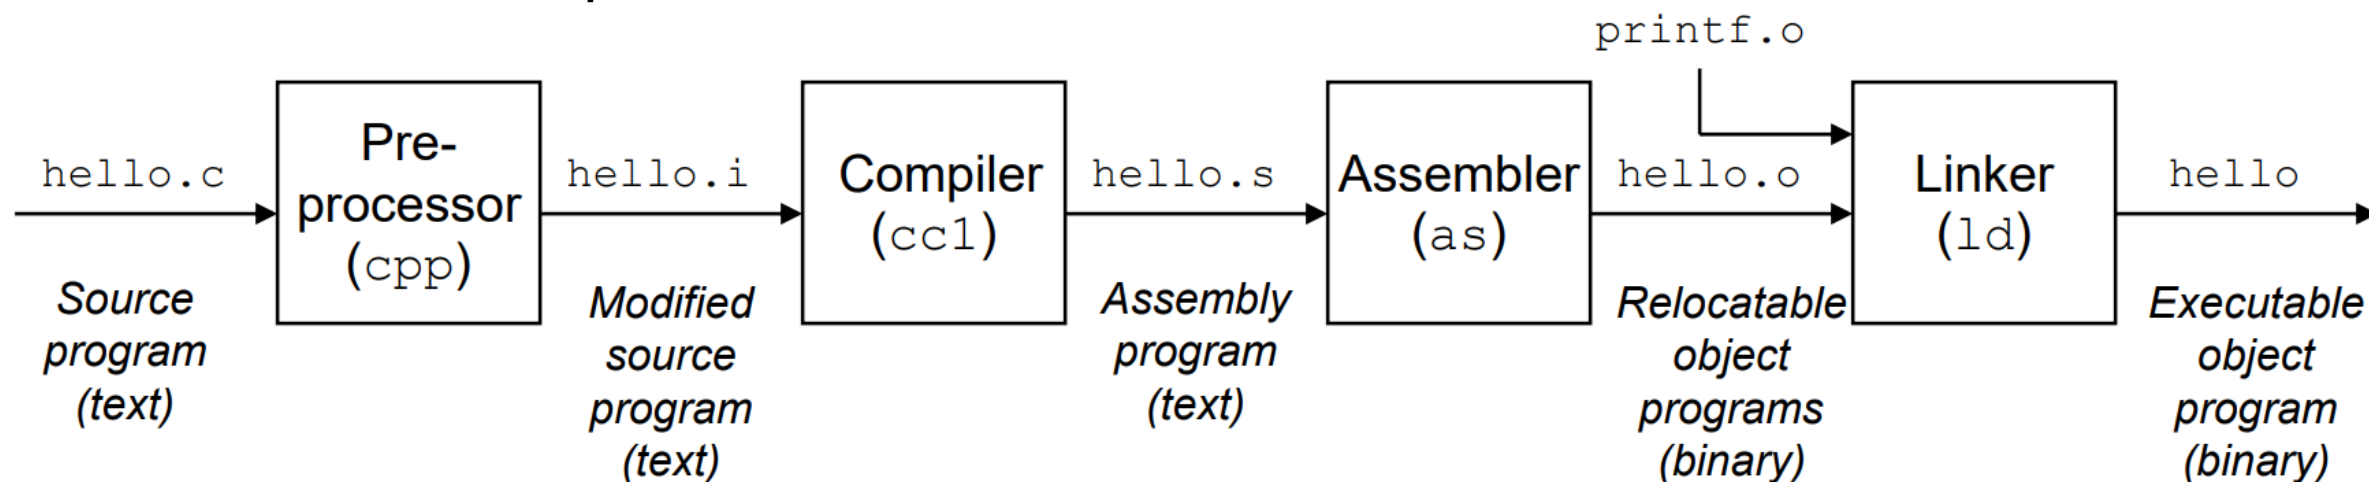 printf.o
hello.c
Pre-
processor
(cpp)
hello.i
Compiler
(cc1)
hello.s
Assembler
(as)
hello.o
Linker
(ld)
hello
Source
program
(text)
Modified
source
program
(text)
Assembly
program
(text)
Relocatable
object
programs
(binary)
Executable
object
program
(binary)